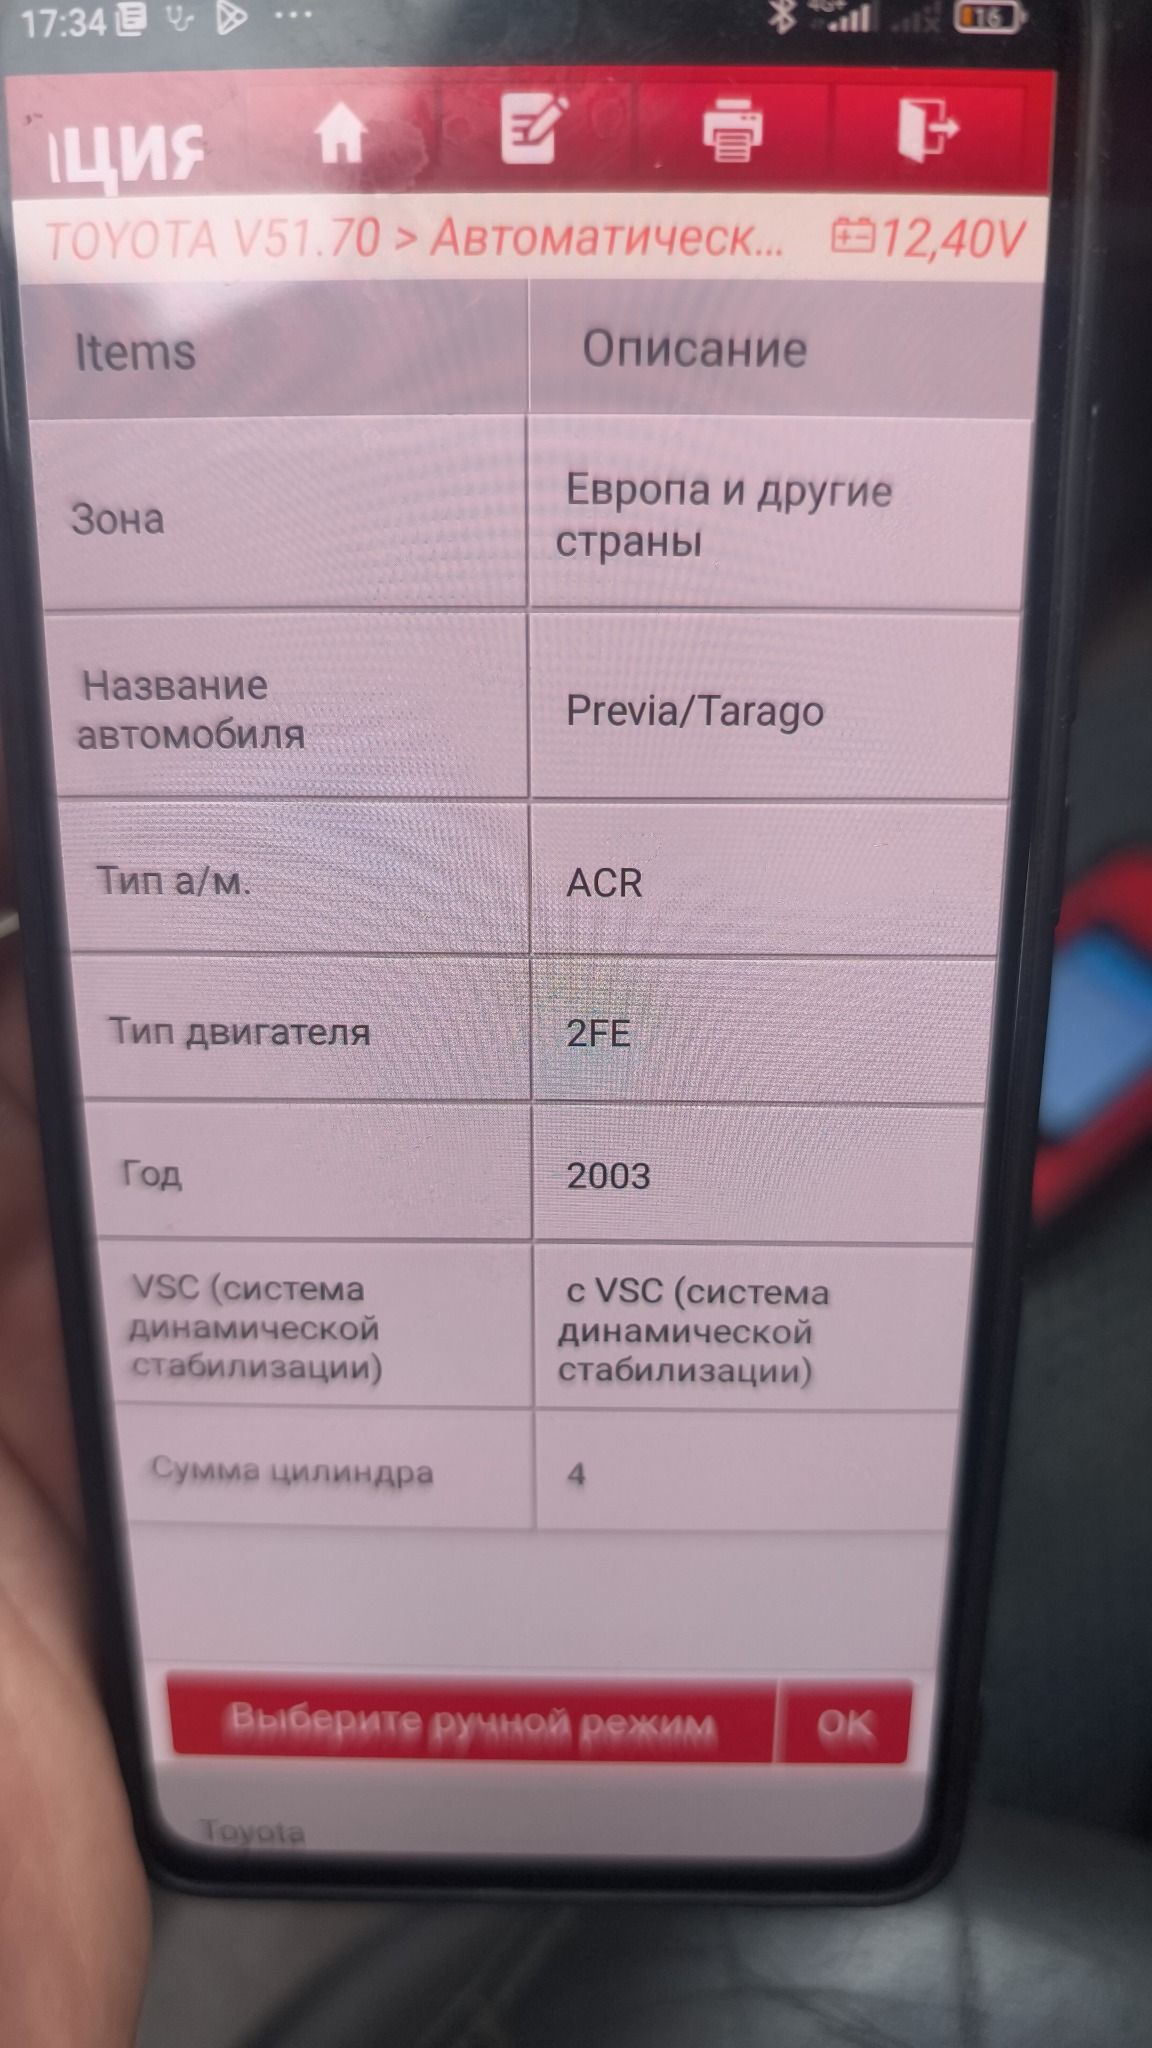 17:34
4G+
16
ция
TOYOTA V51.70 > Автоматическ... 12,40V
Items Описание
Зона Европа и другие
страны
Название
автомобиля Previa/Tarago
Тип а/м. ACR
Тип двигателя 2FE
Год 2003
VSC (система
динамической
стабилизации) с VSC (система
динамической
стабилизации)
Сумма цилиндра 4
Выберите ручной режим OK
Toyota